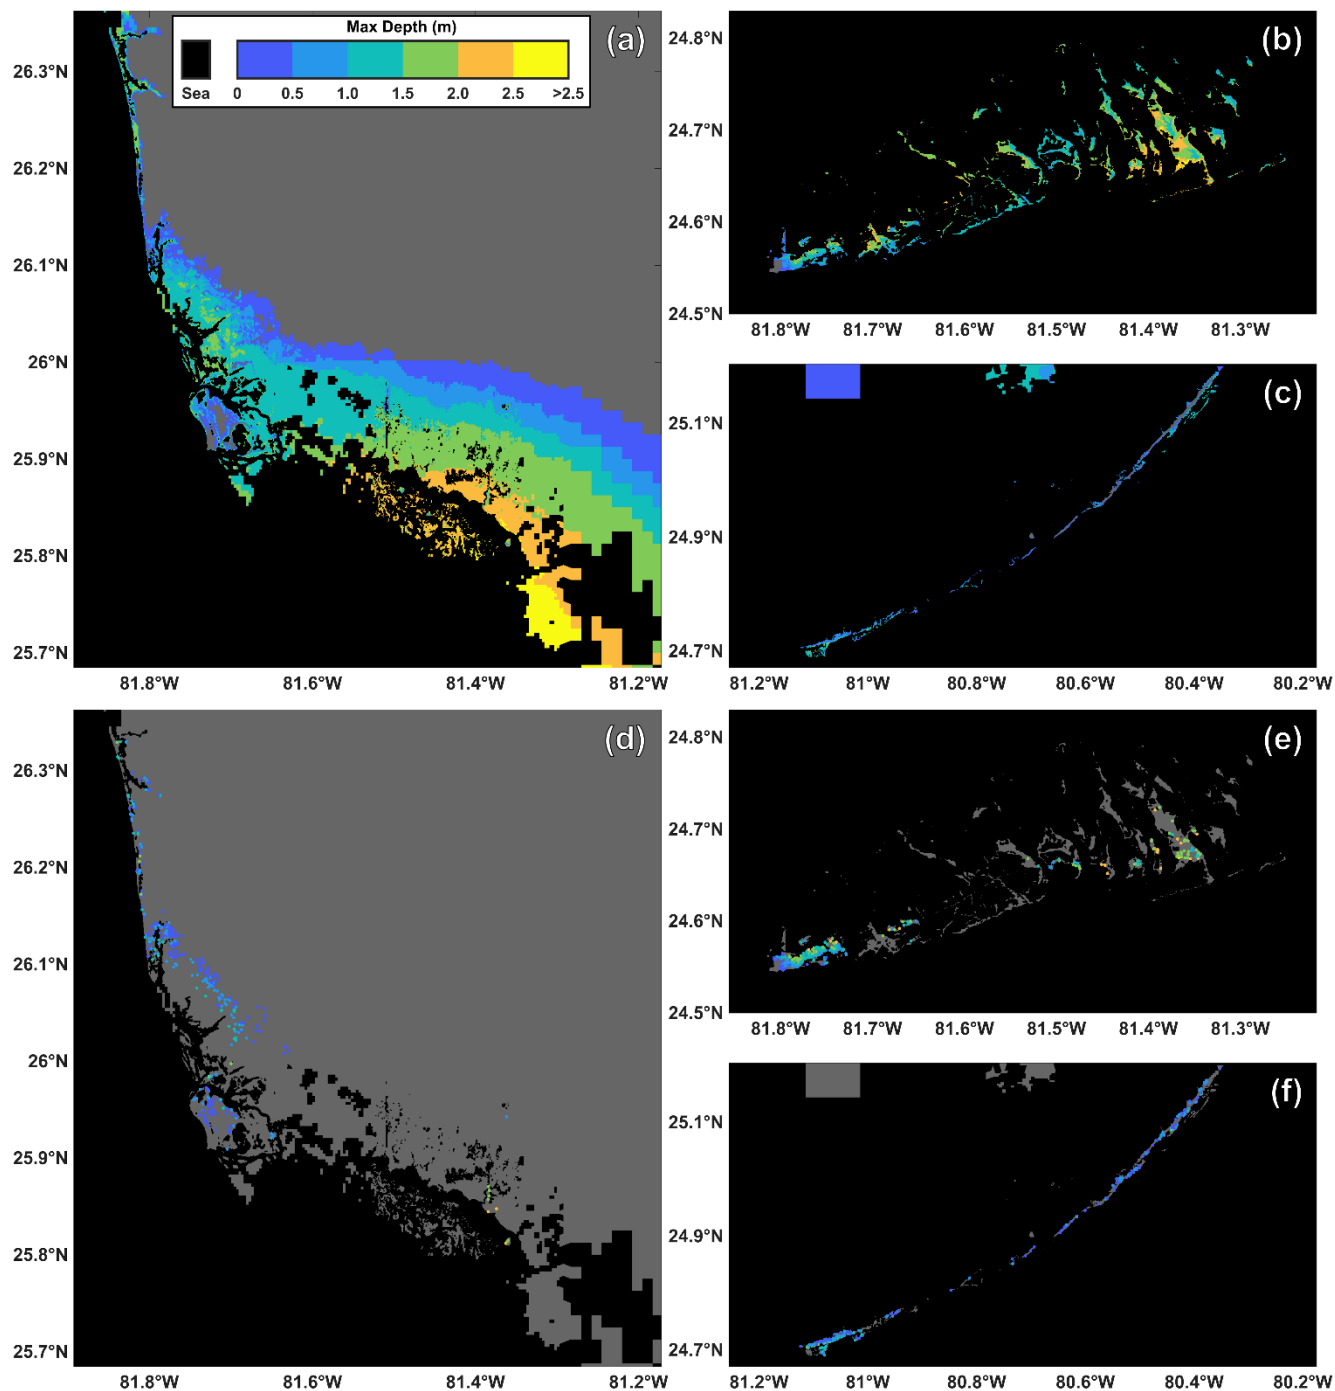 Max Depth (m)
Sea 0 0.5 1.0 1.5 2.0 2.5 >2.5
(a)
26.3°N
26.2°N
26.1°N
26°N
25.9°N
25.8°N
25.7°N
81.8°W 81.6°W 81.4°W 81.2°W
(b)
24.8°N
24.7°N
24.6°N
24.5°N
81.8°W 81.7°W 81.6°W 81.5°W 81.4°W 81.3°W
(c)
25.1°N
24.9°N
24.7°N
81.2°W 81°W 80.8°W 80.6°W 80.4°W 80.2°W
(d)
26.3°N
26.2°N
26.1°N
26°N
25.9°N
25.8°N
25.7°N
81.8°W 81.6°W 81.4°W 81.2°W
(e)
24.8°N
24.7°N
24.6°N
24.5°N
81.8°W 81.7°W 81.6°W 81.5°W 81.4°W 81.3°W
(f)
25.1°N
24.9°N
24.7°N
81.2°W 81°W 80.8°W 80.6°W 80.4°W 80.2°W